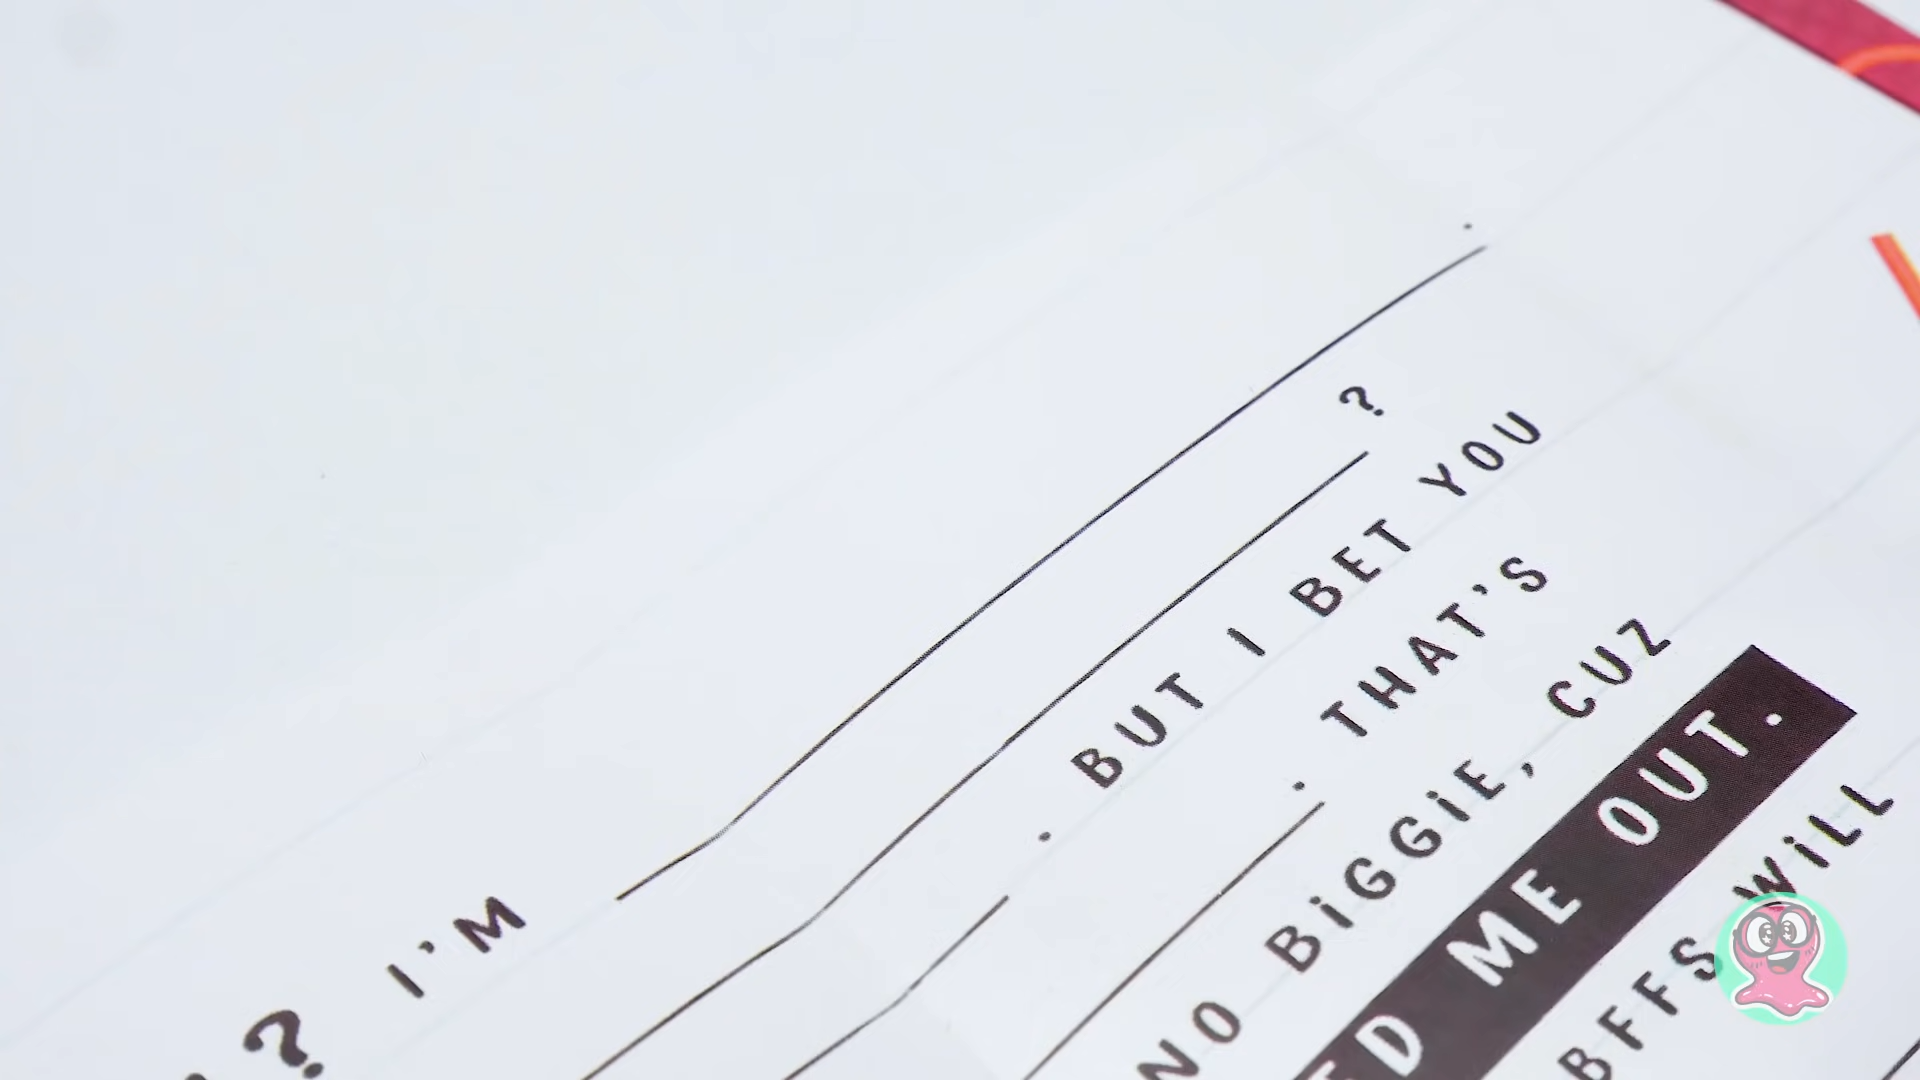 ? I'M .
?
. BUT I BET YOU
. THAT'S
NO BiGGiE, CUZ
ME OUT.
BFFS WiLL